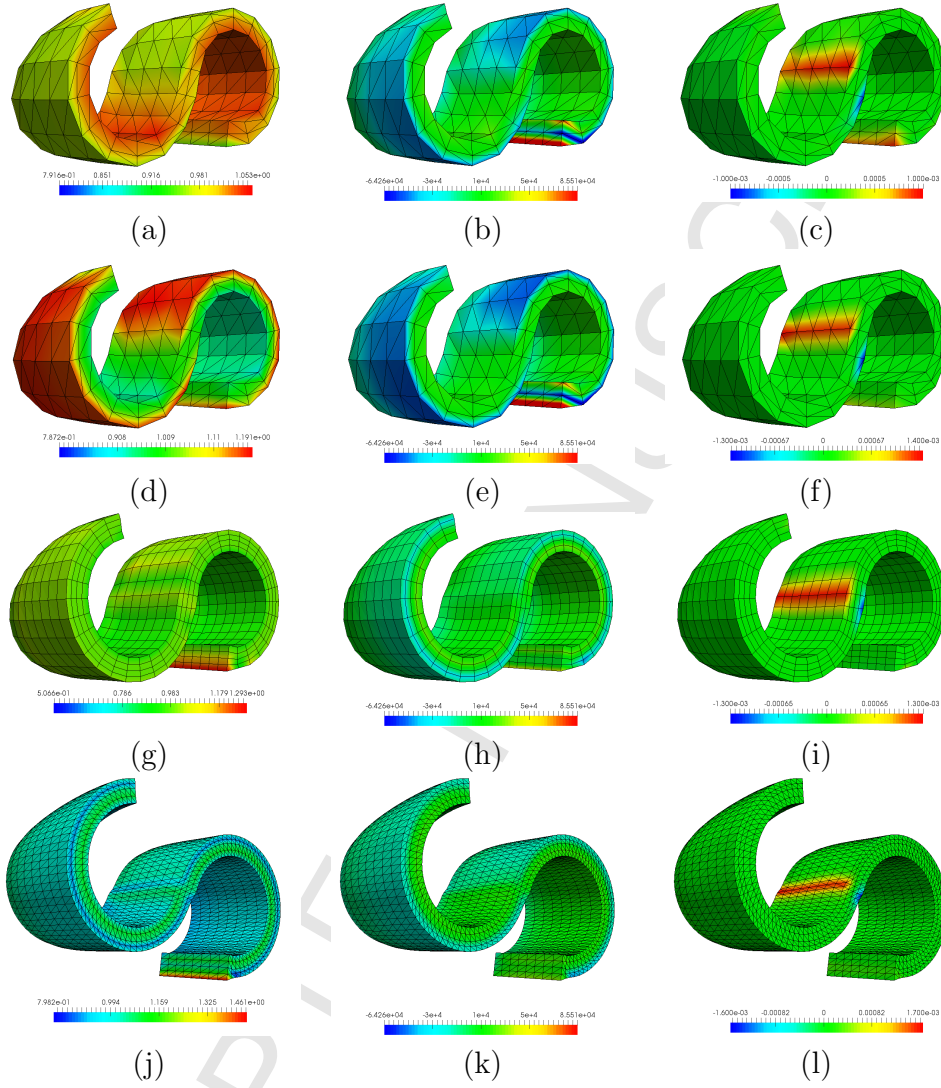 7.916e-01 0.851 0.916 0.981 1.053e+00
-6.426e+04 -3e+4 1e+4 5e+4 8.551e+04
-1.000e-03 -0.0005 0 0.0005 1.000e-03
(a) (b) (c)
7.872e-01 0.908 1.009 1.11 1.191e+00
-6.426e+04 -3e+4 1e+4 5e+4 8.551e+04
-1.300e-03 -0.00067 0 0.00067 1.400e-03
(d) (e) (f)
5.066e-01 0.786 0.983 1.179 1.293e+00
-6.426e+04 -3e+4 1e+4 5e+4 8.551e+04
-1.300e-03 -0.00065 0 0.00065 1.300e-03
(g) (h) (i)
7.982e-01 0.994 1.159 1.325 1.461e+00
-6.426e+04 -3e+4 1e+4 5e+4 8.551e+04
-1.600e-03 -0.00082 0 0.00082 1.700e-03
(j) (k) (l)